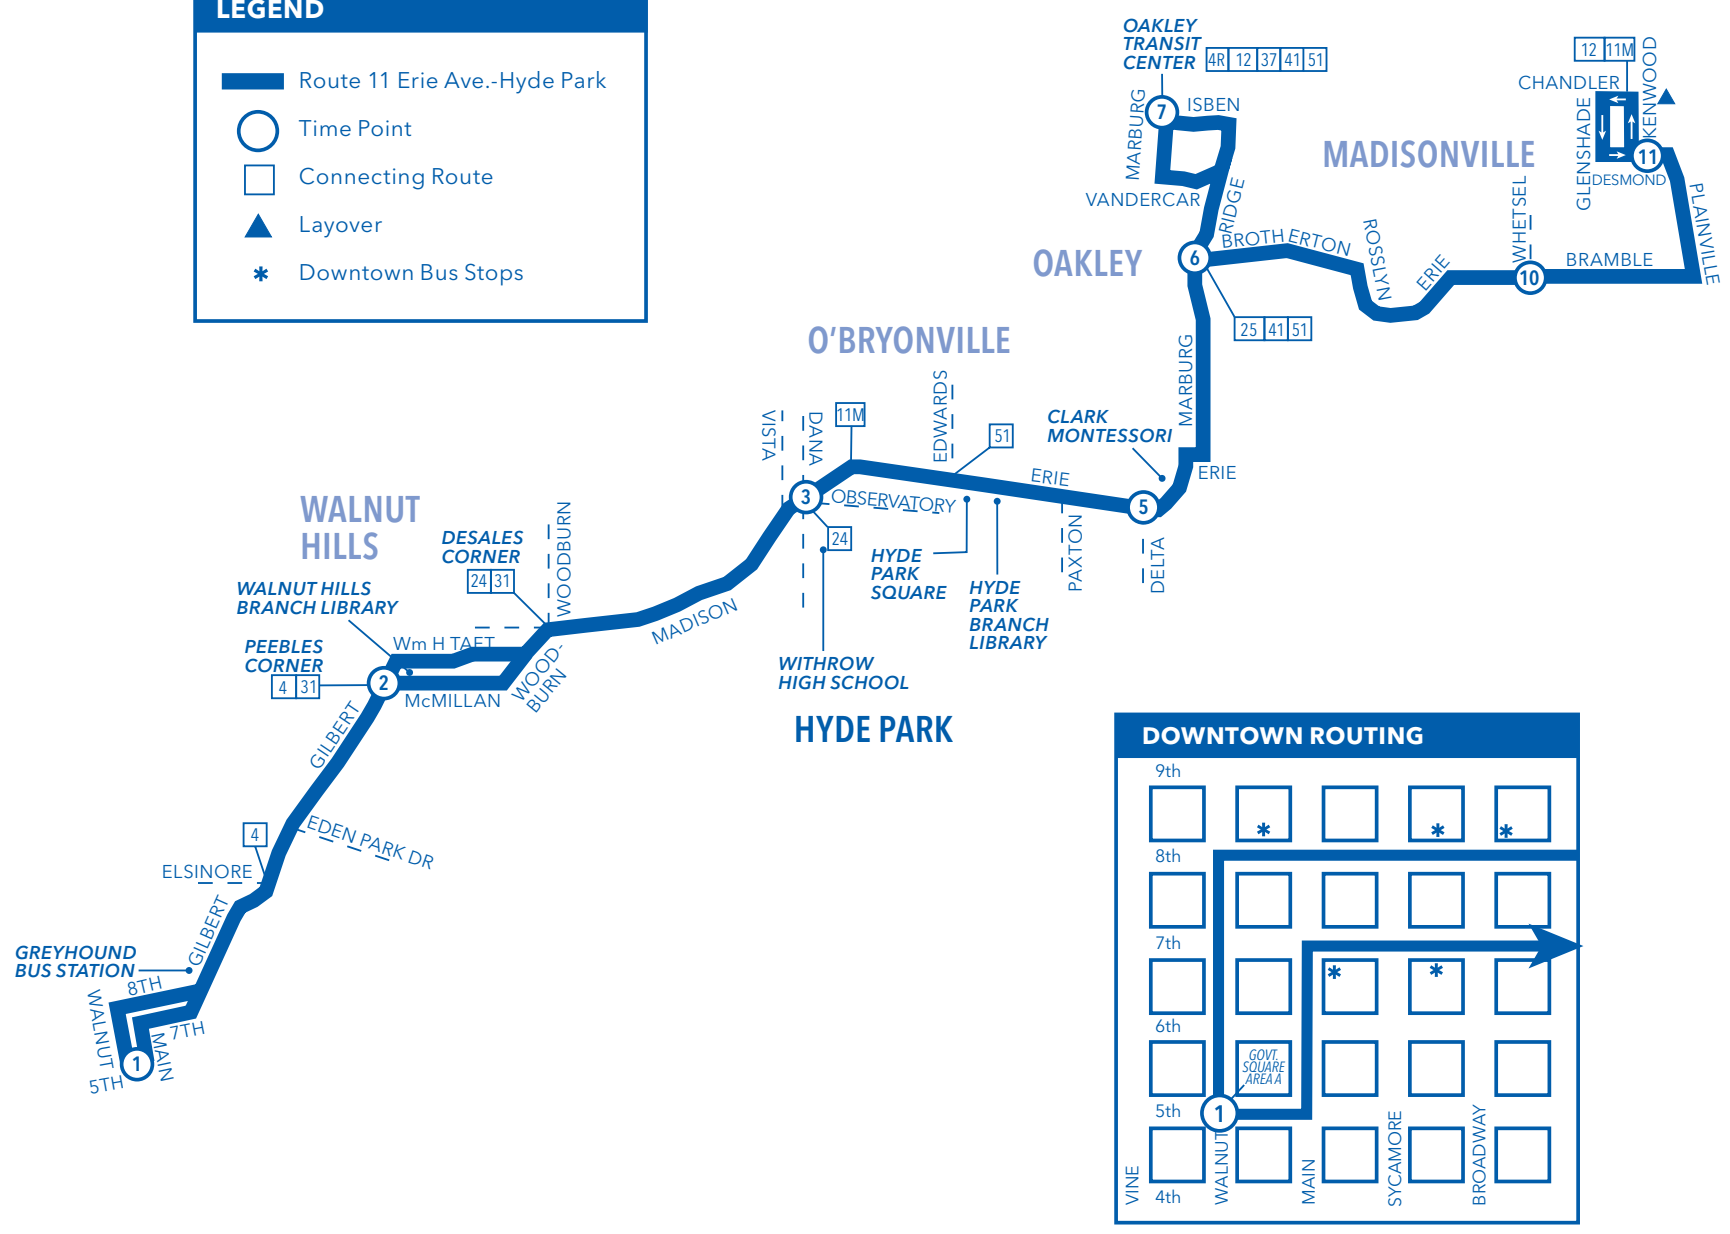 LEGEND
Route 11 Erie Ave.-Hyde Park
Time Point
Connecting Route
Layover
Downtown Bus Stops
OAKLEY
TRANSIT
CENTER
4R 12 37 41 51
7
ISBEN
MARBURG
VANDERCAR
RIDGE
OAKLEY
6
BROTHERTON
ROSSLYN
ERIE
25 41 51
MADISONVILLE
WHETSEL
10
BRAMBLE
PLAINVILLE
12 11M
CHANDLER
KENWOOD
GLENSHADE
11
DESMOND
O'BRYONVILLE
VISTA
DANA
11M
EDWARDS
51
CLARK
MONTESSORI
MARBURG
ERIE
3
OBSERVATORY
ERIE
5
24
HYDE
PARK
SQUARE
HYDE
PARK
BRANCH
LIBRARY
PAXTON
DELTA
WITHROW
HIGH SCHOOL
HYDE PARK
WALNUT
HILLS
DESALES
CORNER
24 31
WOODBURN
WALNUT HILLS
BRANCH LIBRARY
Wm H TAFT
MADISON
PEEBLES
CORNER
4 31
2
McMILLAN
WOOD-
BURN
GILBERT
4
EDEN PARK DR
ELSINORE
GILBERT
GREYHOUND
BUS STATION
8TH
WALNUT
7TH
MAIN
1
5TH
DOWNTOWN ROUTING
9th
8th
7th
6th
GOVT.
SQUARE
AREA A
5th
1
4th
VINE
WALNUT
MAIN
SYCAMORE
BROADWAY